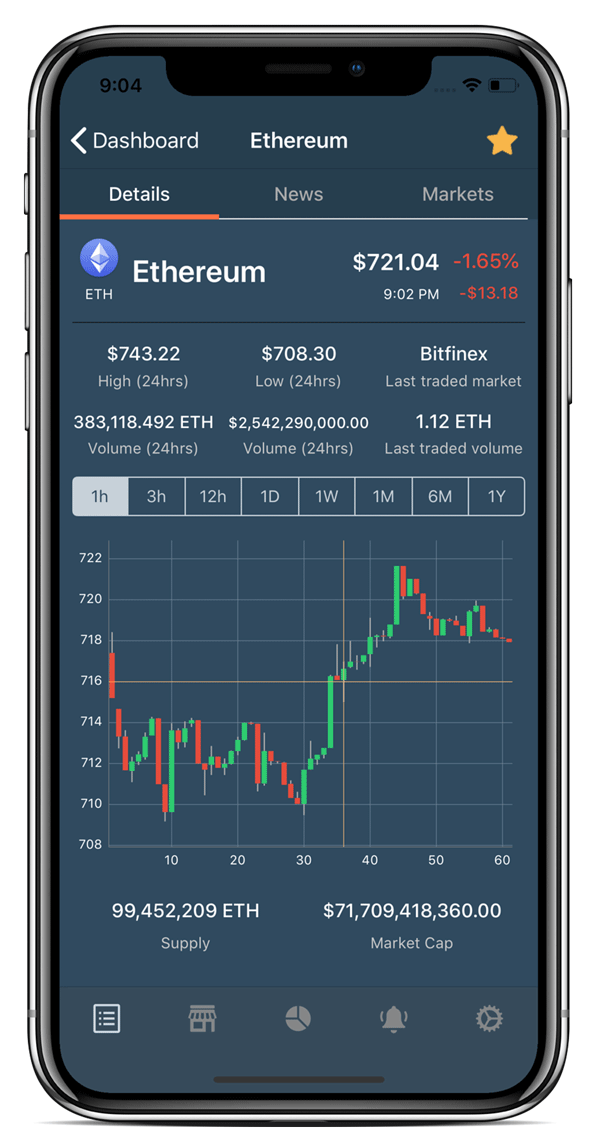 9:04
Dashboard Ethereum
Details News Markets
Ethereum $721.04 -1.65%
ETH 9:02 PM -$13.18
$743.22 $708.30 Bitfinex
High (24hrs) Low (24hrs) Last traded market
383,118.492 ETH $2,542,290,000.00 1.12 ETH
Volume (24hrs) Volume (24hrs) Last traded volume
1h 3h 12h 1D 1W 1M 6M 1Y
722
720
718
716
714
712
710
708
10 20 30 40 50 60
99,452,209 ETH $71,709,418,360.00
Supply Market Cap